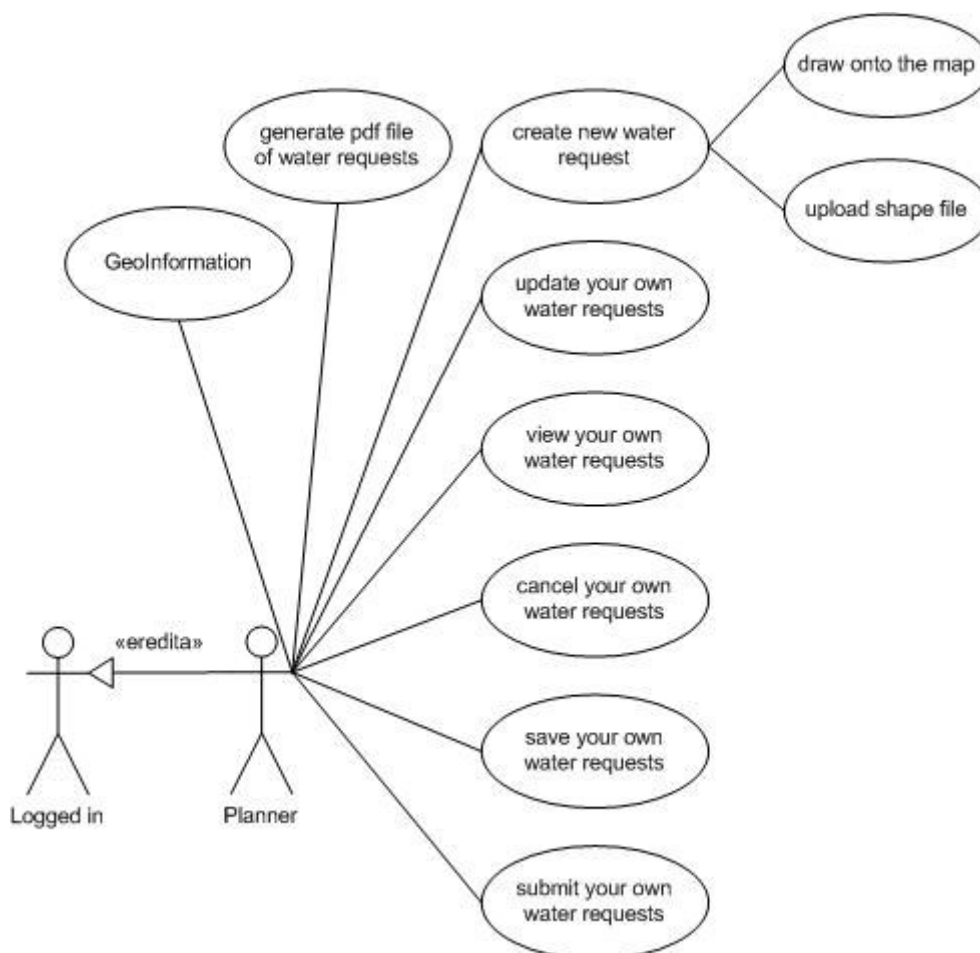 draw onto the map
generate pdf file
of water requests
create new water
request
upload shape file
GeoInformation
update your own
water requests
view your own
water requests
cancel your own
water requests
«eredita»
save your own
water requests
Logged in
Planner
submit your own
water requests